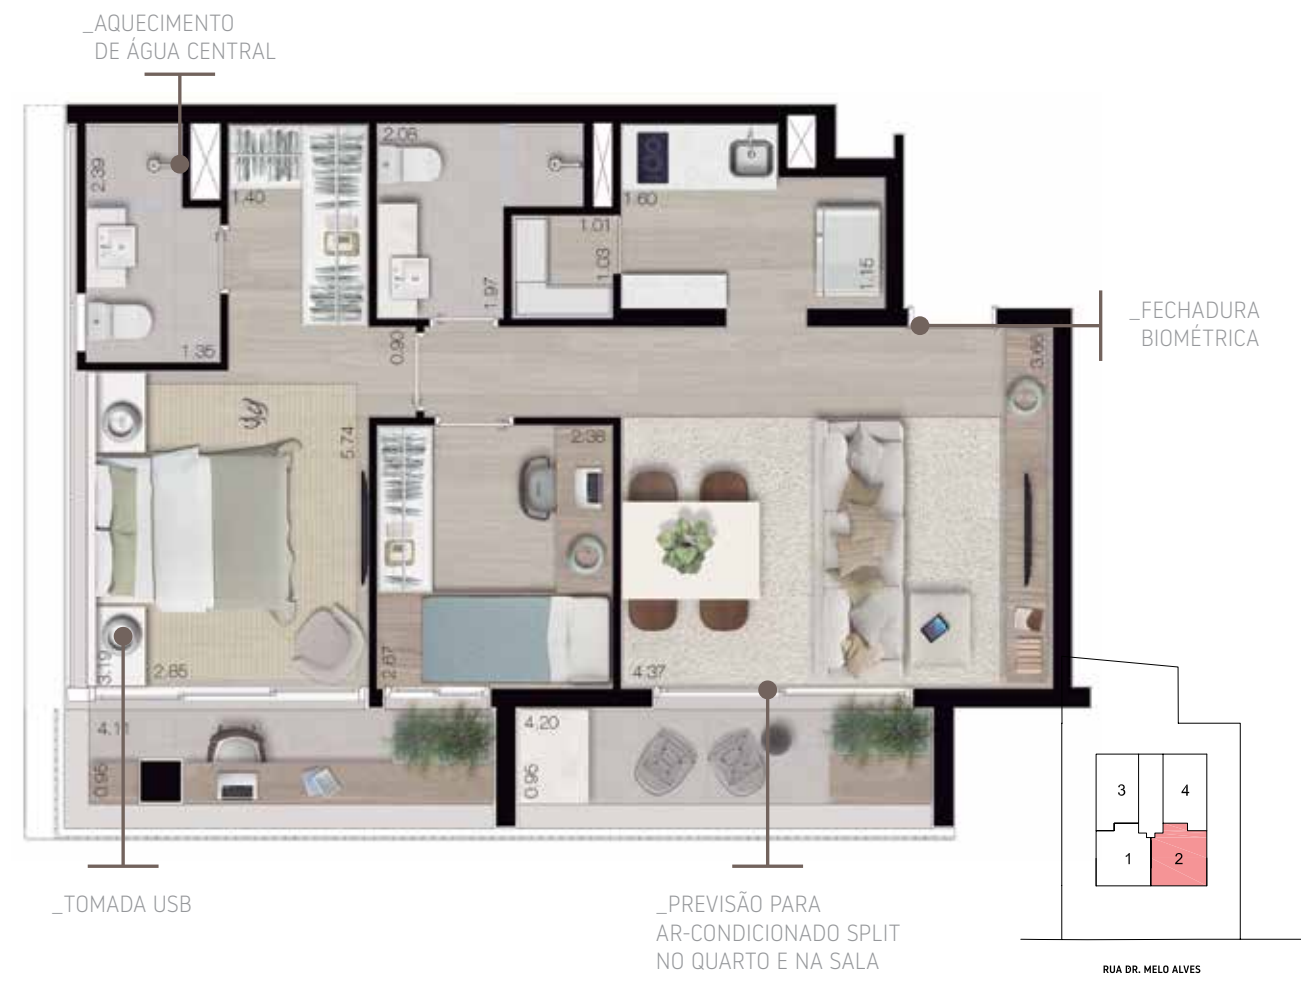 _AQUECIMENTO
DE ÁGUA CENTRAL
2.39
1.40
2.08
1.60
1.01
1.03
1.15
1.97
1.35
0.90
_FECHADURA
BIOMÉTRICA
3.66
5.74
2.38
2.67
3.19
2.85
4.37
4.11
0.95
4.20
0.95
3
4
1
2
_TOMADA USB
_PREVISÃO PARA
AR-CONDICIONADO SPLIT
NO QUARTO E NA SALA
RUA DR. MELO ALVES